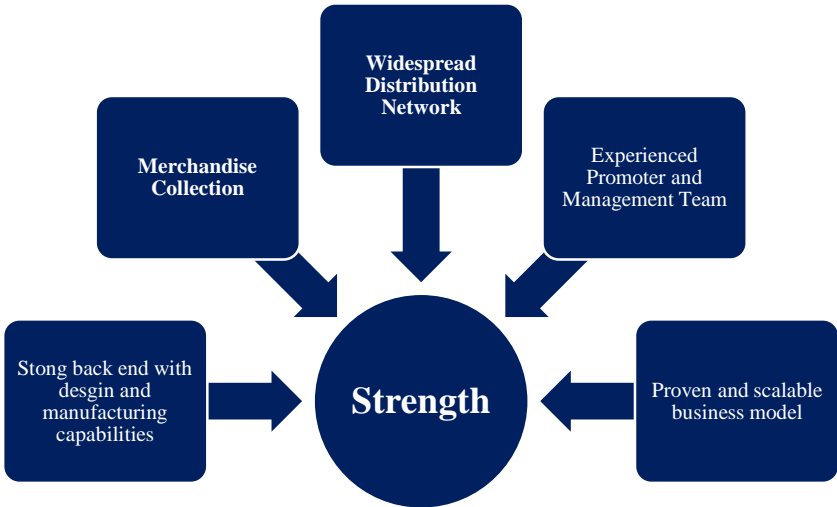 Widespread
Distribution
Network
Merchandise
Collection
Experienced
Promoter and
Management Team
Stong back end with
desgin and
manufacturing
capabilities
Strength
Proven and scalable
business model